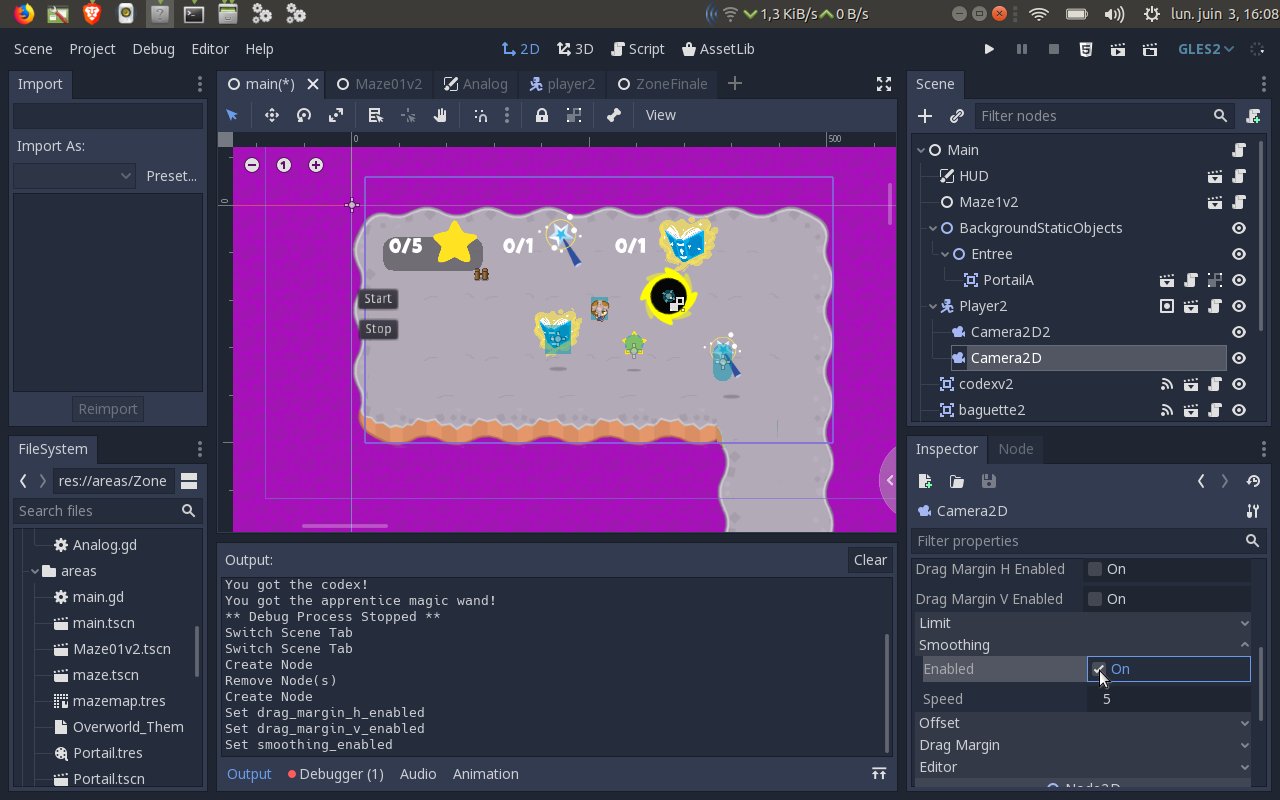 1,3 KiB/s 0 B/s
lun. juin 3, 16:08
Scene Project Debug Editor Help
2D 3D Script AssetLib
GLES2
Import
main(*) Maze01v2 Analog player2 ZoneFinale
Scene
View
Filter nodes
Import As:
Preset...
0 500
0
1
Main
HUD
Maze1v2
BackgroundStaticObjects
Entree
PortailA
Player2
Camera2D2
Camera2D
codexv2
baguette2
0/5 0/1 0/1
Start
Stop
Reimport
FileSystem
res://areas/Zone
Search files
Analog.gd
areas
main.gd
main.tscn
Maze01v2.tscn
maze.tscn
mazemap.tres
Overworld_Them
Portail.tres
Portail.tscn
Output:
Clear
You got the codex!
You got the apprentice magic wand!
** Debug Process Stopped **
Switch Scene Tab
Switch Scene Tab
Create Node
Remove Node(s)
Create Node
Set drag_margin_h_enabled
Set drag_margin_v_enabled
Set smoothing_enabled
Output Debugger (1) Audio Animation
Inspector Node
Camera2D
Filter properties
Drag Margin H Enabled On
Drag Margin V Enabled On
Limit
Smoothing
Enabled On
Speed 5
Offset
Drag Margin
Editor
Node2D